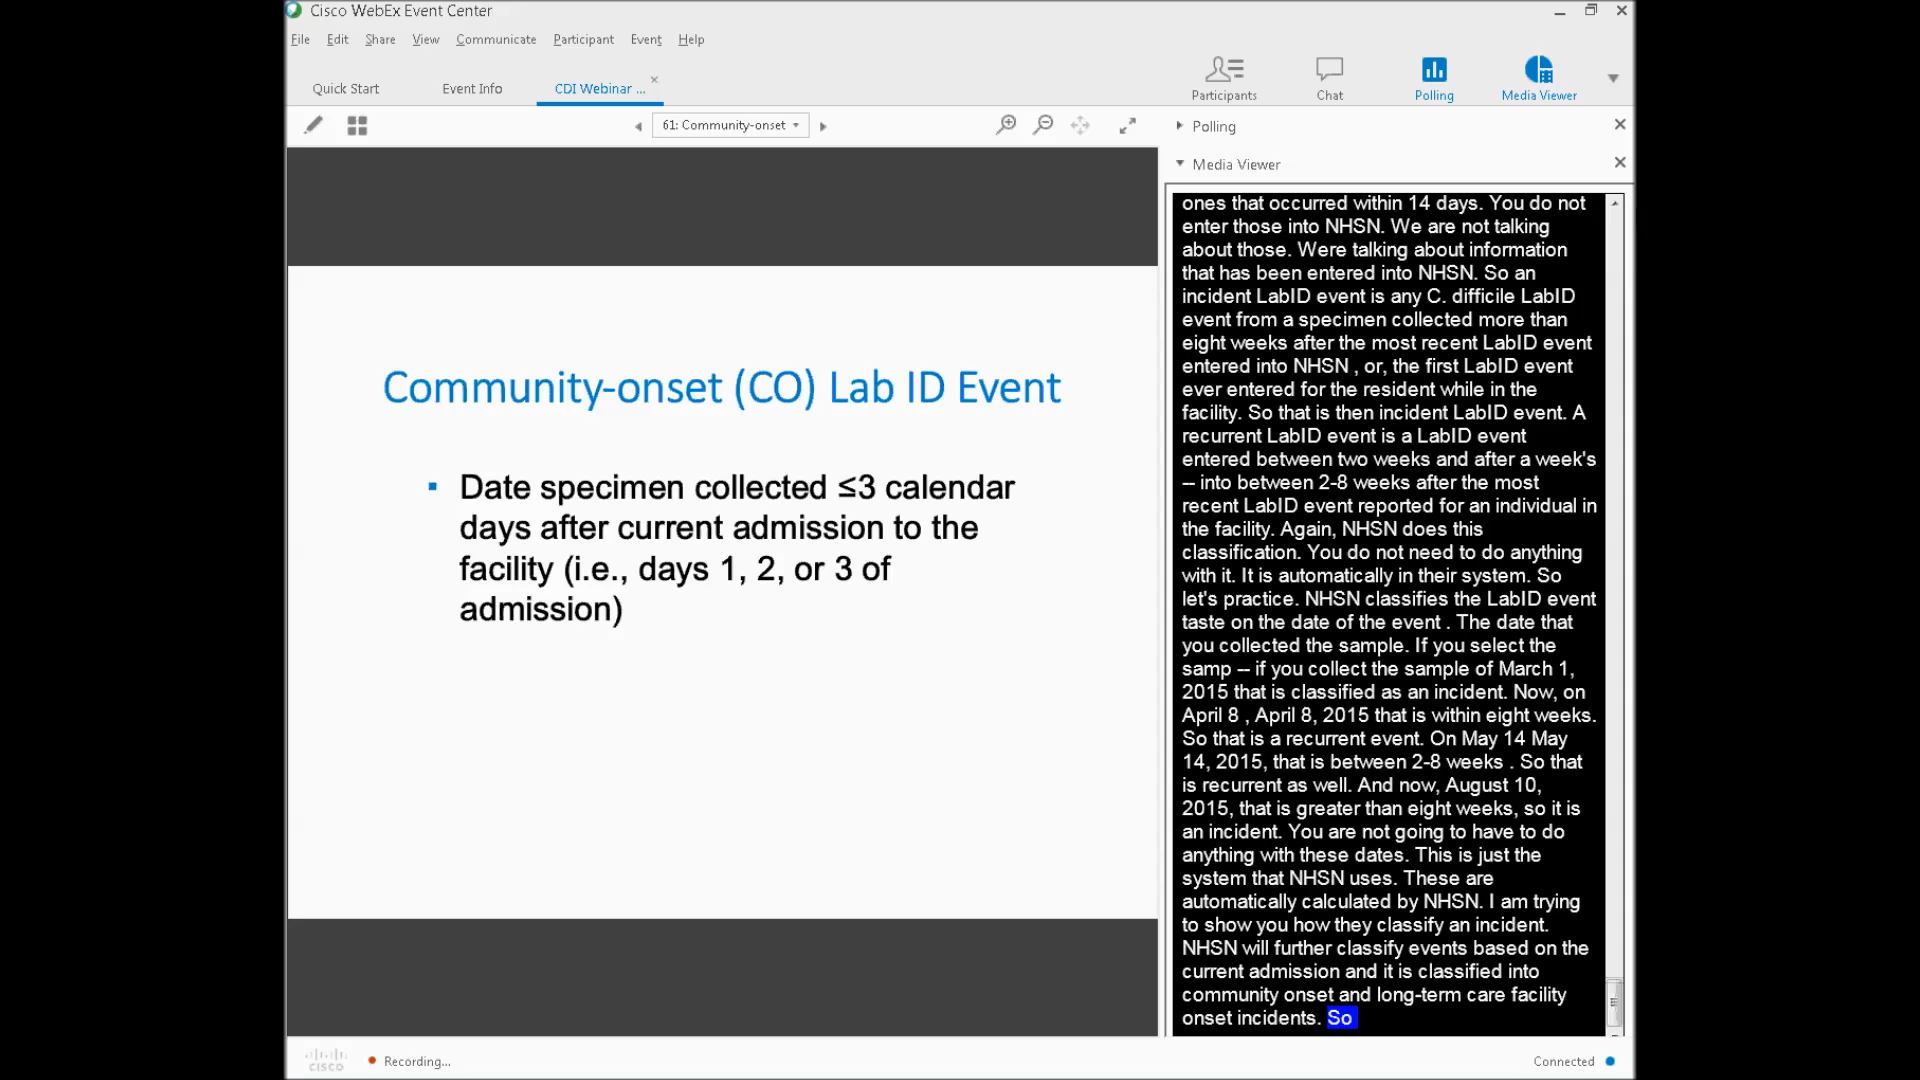 Cisco WebEx Event Center
File Edit Share View Communicate Participant Event Help
Quick Start Event Info CDI Webinar ...
Participants Chat Polling Media Viewer
61: Community-onset
Polling
Media Viewer
Community-onset (CO) Lab ID Event
Date specimen collected ≤3 calendar
days after current admission to the
facility (i.e., days 1, 2, or 3 of
admission)
ones that occurred within 14 days. You do not
enter those into NHSN. We are not talking
about those. Were talking about information
that has been entered into NHSN. So an
incident LabID event is any C. difficile LabID
event from a specimen collected more than
eight weeks after the most recent LabID event
entered into NHSN , or, the first LabID event
ever entered for the resident while in the
facility. So that is then incident LabID event. A
recurrent LabID event is a LabID event
entered between two weeks and after a week's
-- into between 2-8 weeks after the most
recent LabID event reported for an individual in
the facility. Again, NHSN does this
classification. You do not need to do anything
with it. It is automatically in their system. So
let's practice. NHSN classifies the LabID event
taste on the date of the event . The date that
you collected the sample. If you select the
samp -- if you collect the sample of March 1,
2015 that is classified as an incident. Now, on
April 8 , April 8, 2015 that is within eight weeks.
So that is a recurrent event. On May 14 May
14, 2015, that is between 2-8 weeks . So that
is recurrent as well. And now, August 10,
2015, that is greater than eight weeks, so it is
an incident. You are not going to have to do
anything with these dates. This is just the
system that NHSN uses. These are
automatically calculated by NHSN. I am trying
to show you how they classify an incident.
NHSN will further classify events based on the
current admission and it is classified into
community onset and long-term care facility
onset incidents. So
cisco
Recording...
Connected